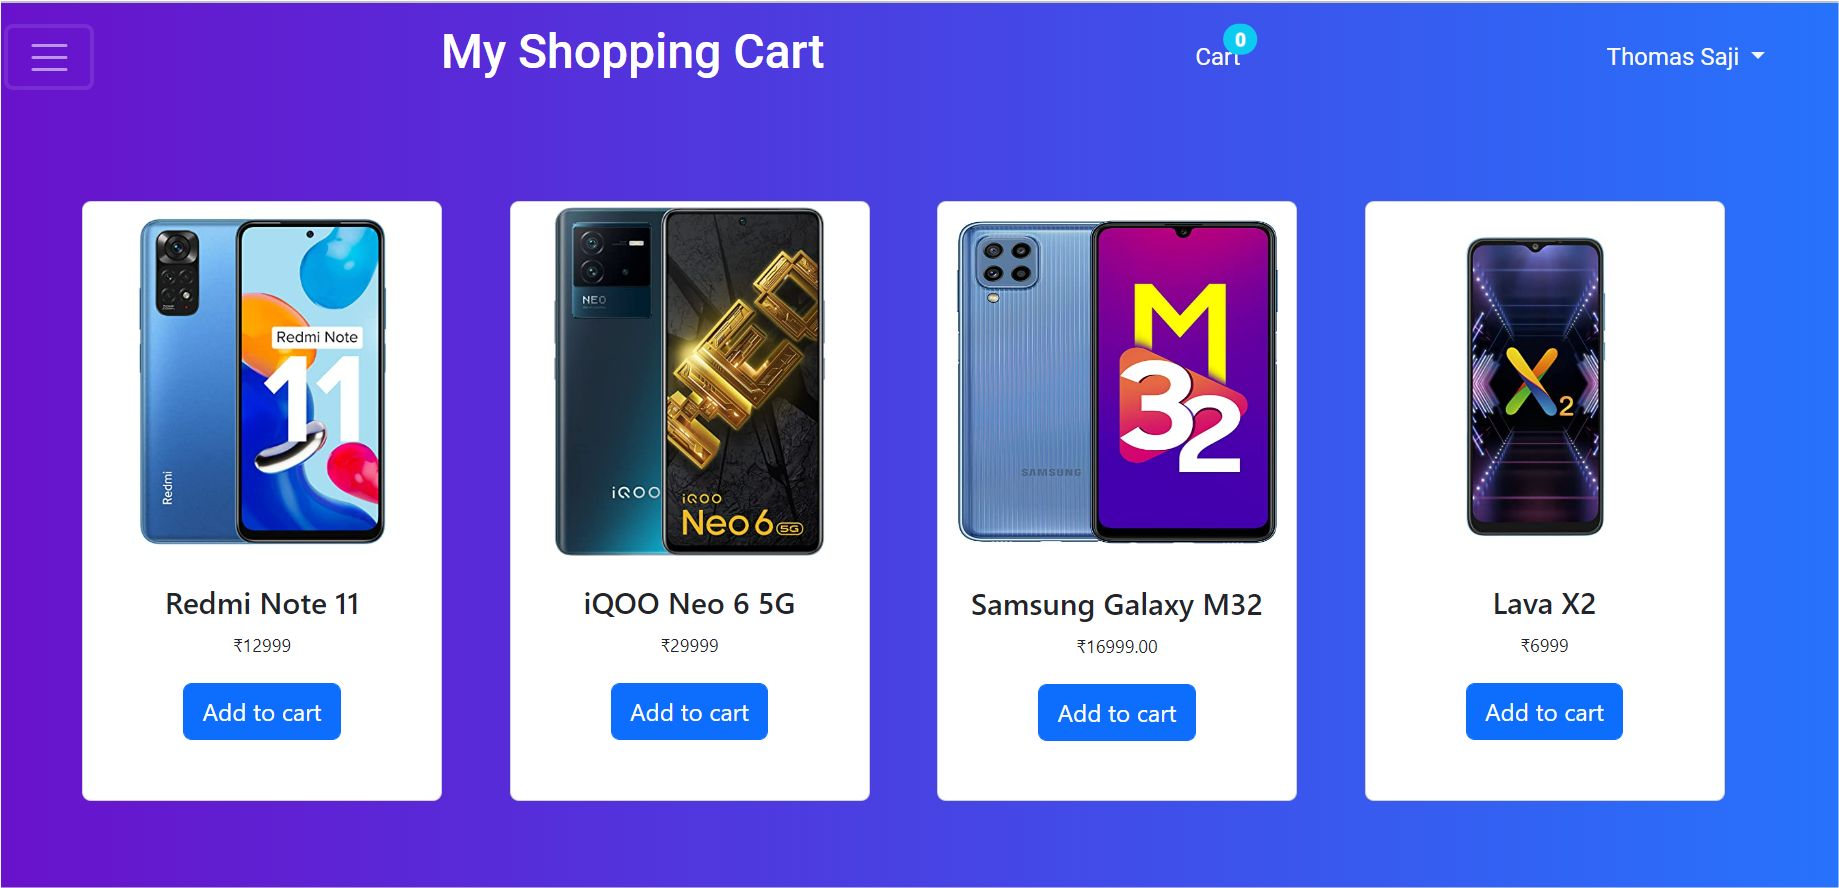 My Shopping Cart
Cart 0
Thomas Saji
Redmi Note
11
Redmi
NEO
NEO
iQOO
iQOO
Neo 6 5G
M
32
SAMSUNG
X2
Redmi Note 11
₹12999
Add to cart
iQOO Neo 6 5G
₹29999
Add to cart
Samsung Galaxy M32
₹16999.00
Add to cart
Lava X2
₹6999
Add to cart